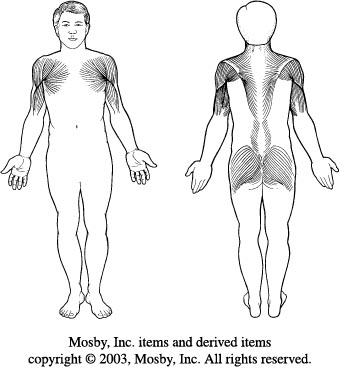 Mosby, Inc. items and derived items
copyright © 2003, Mosby, Inc. All rights reserved.